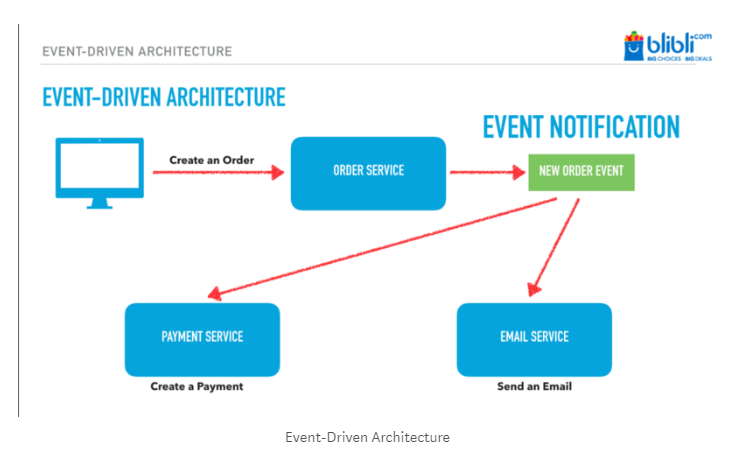 EVENT-DRIVEN ARCHITECTURE
blibli.com
BIG CHOICES BIG DEALS
EVENT-DRIVEN ARCHITECTURE
EVENT NOTIFICATION
Create an Order
ORDER SERVICE
NEW ORDER EVENT
PAYMENT SERVICE
EMAIL SERVICE
Create a Payment
Send an Email
Event-Driven Architecture